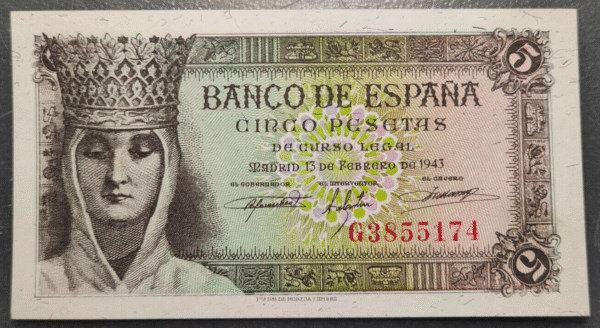 5
BANCO DE ESPAÑA
CINCO PESETAS
DE CURSO LEGAL
MADRID 13 DE FEBRERO DE 1943
EL GOBERNADOR EL INTERVENTOR EL CAJERO
G3855174
5